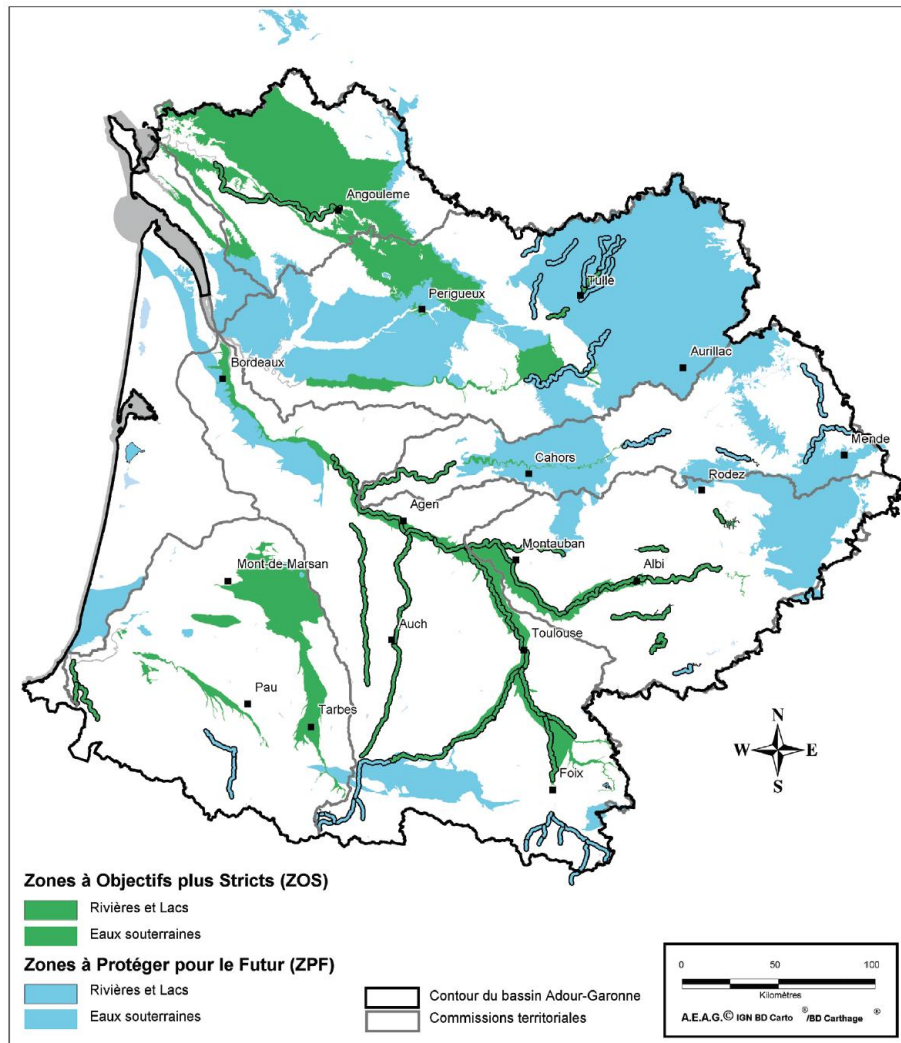 Angouleme
Perigueux
Tulle
Aurillac
Bordeaux
Mende
Cahors
Rodez
Agen
Montauban
Mont-de-Marsan
Albi
Auch
Toulouse
Pau
Tarbes
Foix
N
W E
S
Zones à Objectifs plus Stricts (ZOS)
Rivières et Lacs
Eaux souterraines
Zones à Protéger pour le Futur (ZPF)
Rivières et Lacs
Eaux souterraines
Contour du bassin Adour-Garonne
Commissions territoriales
0 50 100
Kilomètres
A.E.A.G.© IGN BD Carto ®/BD Carthage ®